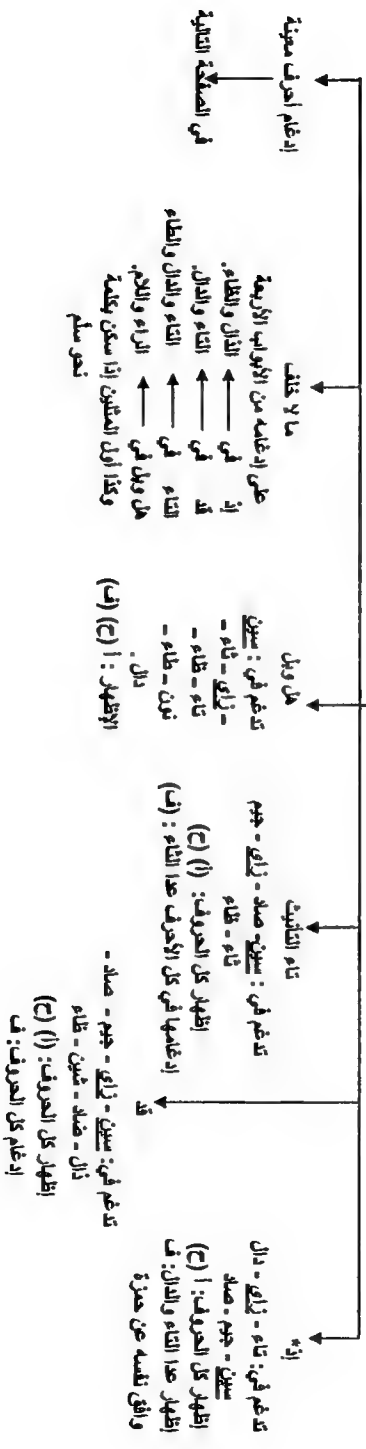 إذ*
تدغم في: تاء - زاي - دال
سين - جيم - صاد
إظهار كل الحروف: أ (ح)
إظهار عدا التاء والدال: ف
وافق نفسه عن حمزة
قد
تدغم في: سين - زاي - جيم - صاد -
ذال - ضاد - شين - ظاء
إظهار كل الحروف: (أ) (ح)
إدغام كل الحروف: ف
تاء التأنيث
تدغم في: سين - صاد - زاي - جيم
ثاء - ظاء
إظهار كل الحروف: (أ) (ح)
إدغامها في كل الأحرف عدا الثاء: (ف)
هل وبل
تدغم في: سين
- زاي - ثاء -
تاء - ظاء -
نون - طاء -
دال.
الإظهار: أ (ح) (ف)
ما لا خلف
على إدغامه من الأبواب الأربعة
إذ في الذال والظاء.
قد في التاء والدال.
التاء في التاء والدال والطاء
هل وبل في الراء واللام.
وكذا أول المثلين إذا سكن بكلمة
نحو سلم
إدغام أحرف معينة
في الصفحة التالية